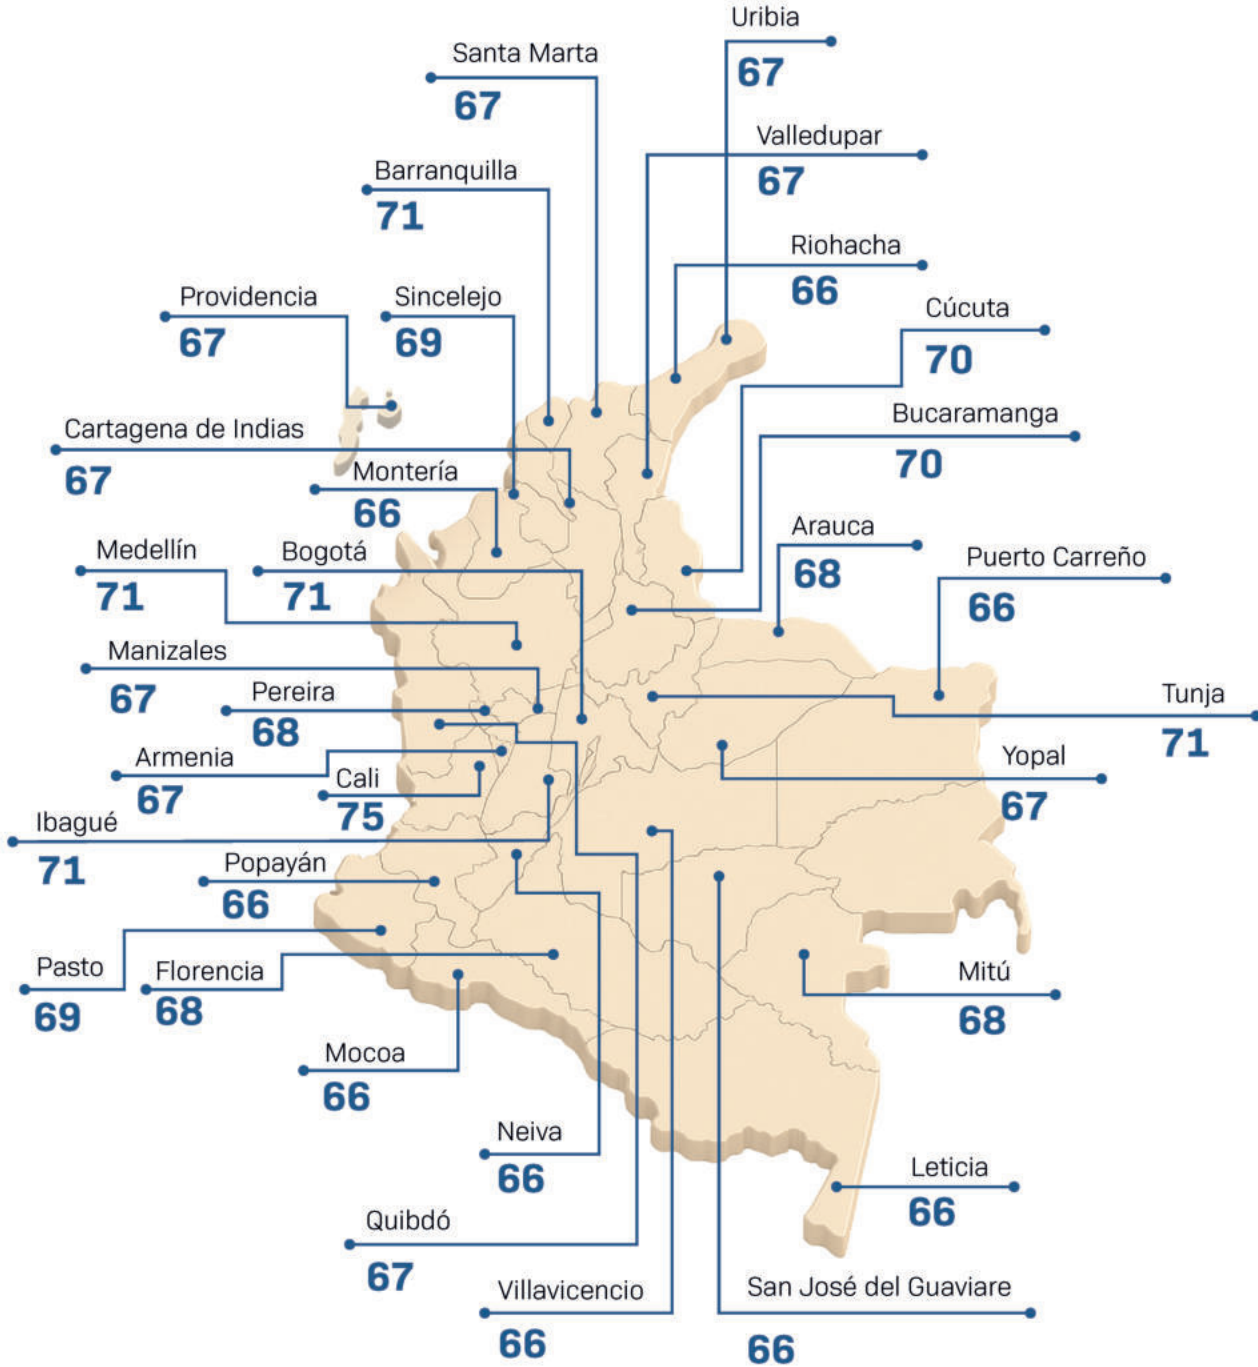 Uribia
67
Santa Marta
67
Valledupar
67
Barranquilla
71
Riohacha
66
Providencia
67
Sincelejo
69
Cúcuta
70
Cartagena de Indias
67
Bucaramanga
70
Montería
66
Arauca
68
Medellín
71
Bogotá
71
Puerto Carreño
66
Manizales
67
Pereira
68
Tunja
71
Armenia
67
Yopal
67
Cali
75
Ibagué
71
Popayán
66
Pasto
69
Florencia
68
Mitú
68
Mocoa
66
Neiva
66
Leticia
66
Quibdó
67
Villavicencio
66
San José del Guaviare
66